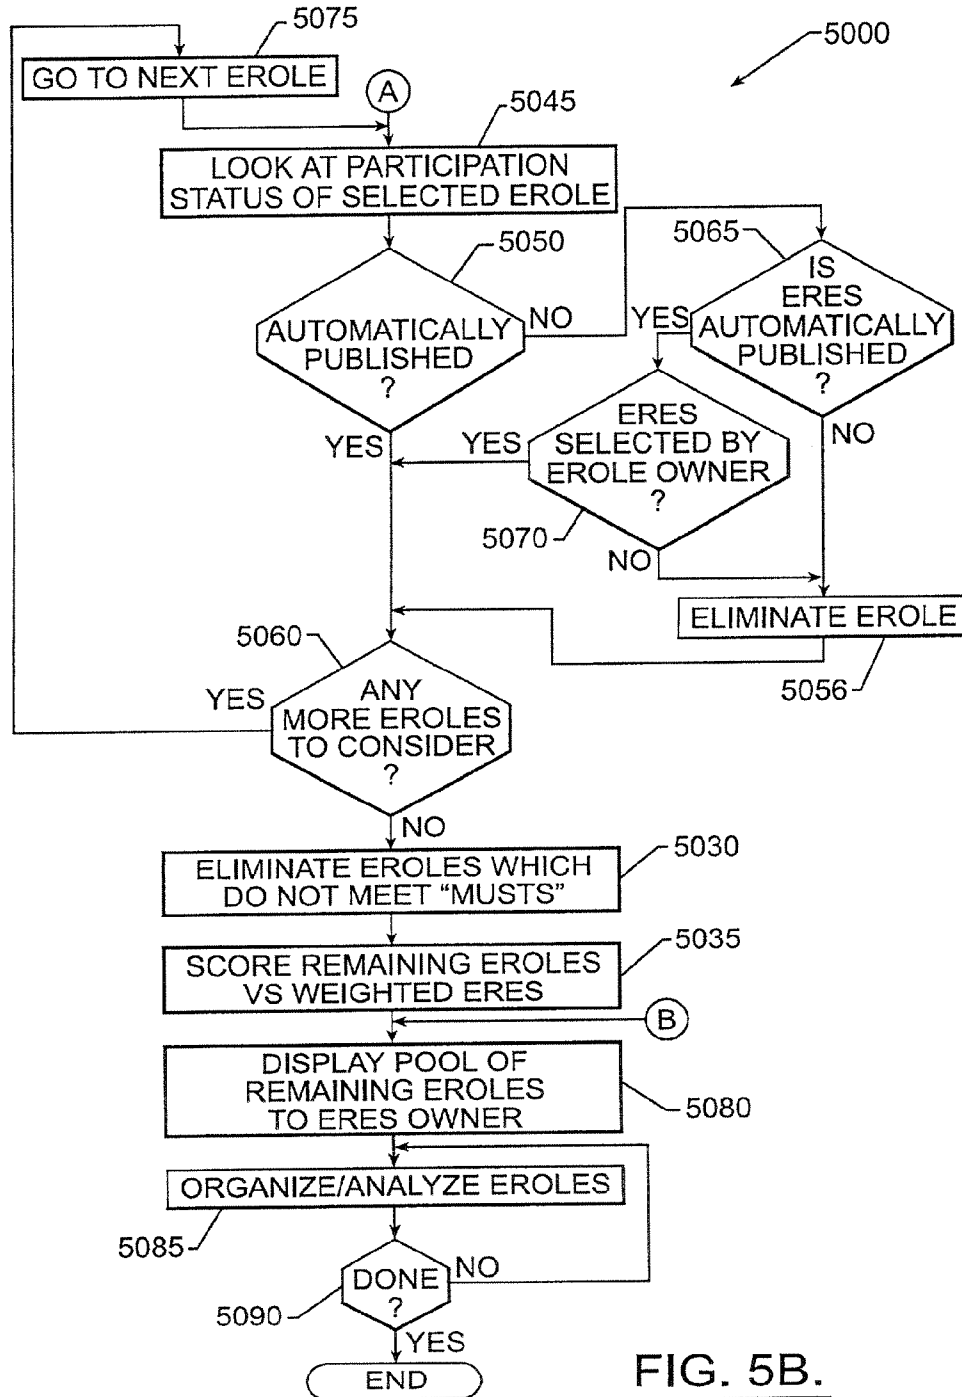 5075
5000
GO TO NEXT EROLE
A
5045
LOOK AT PARTICIPATION
STATUS OF SELECTED EROLE
5050
AUTOMATICALLY
PUBLISHED
?
NO
YES
5065
IS
ERES
AUTOMATICALLY
PUBLISHED
?
YES
NO
ERES
SELECTED BY
EROLE OWNER
?
YES
5070
NO
ELIMINATE EROLE
5056
5060
YES
ANY
MORE EROLES
TO CONSIDER
?
NO
ELIMINATE EROLES WHICH
DO NOT MEET “MUSTS”
5030
SCORE REMAINING EROLES
VS WEIGHTED ERES
5035
B
DISPLAY POOL OF
REMAINING EROLES
TO ERES OWNER
5080
ORGANIZE/ANALYZE EROLES
5085
DONE
?
NO
5090
YES
END
FIG. 5B.